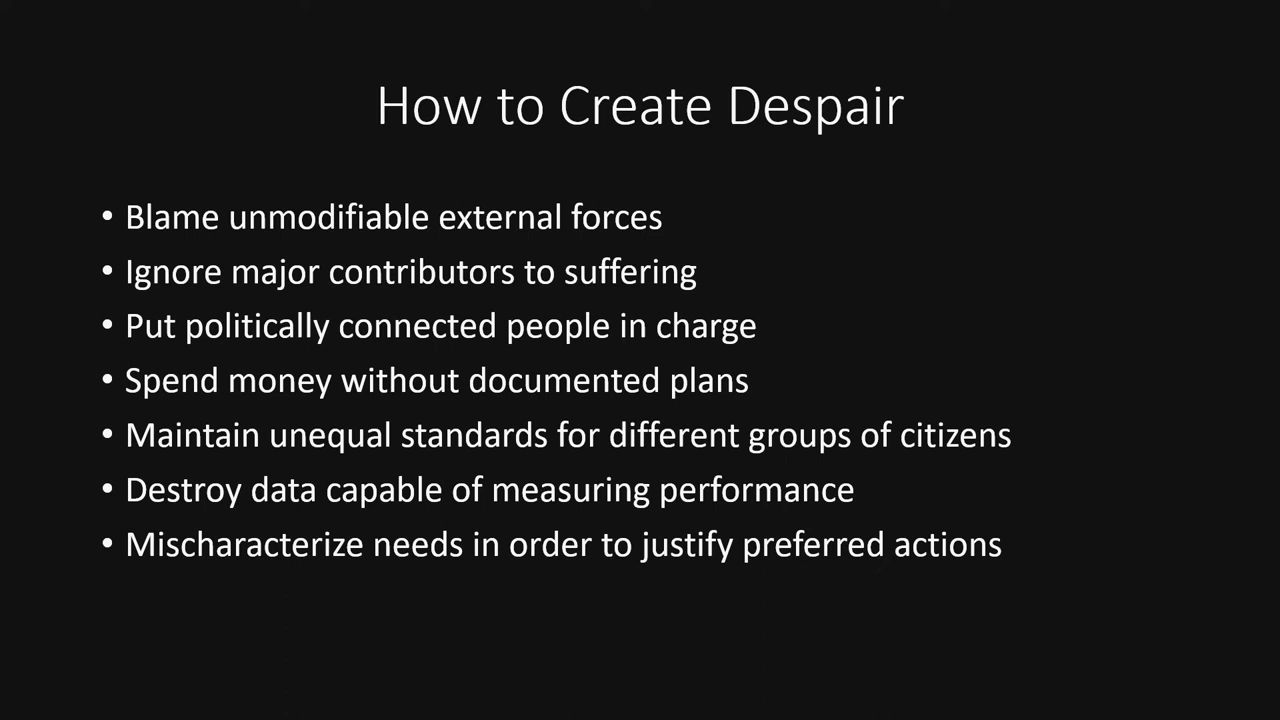 How to Create Despair
• Blame unmodifiable external forces
• Ignore major contributors to suffering
• Put politically connected people in charge
• Spend money without documented plans
• Maintain unequal standards for different groups of citizens
• Destroy data capable of measuring performance
• Mischaracterize needs in order to justify preferred actions